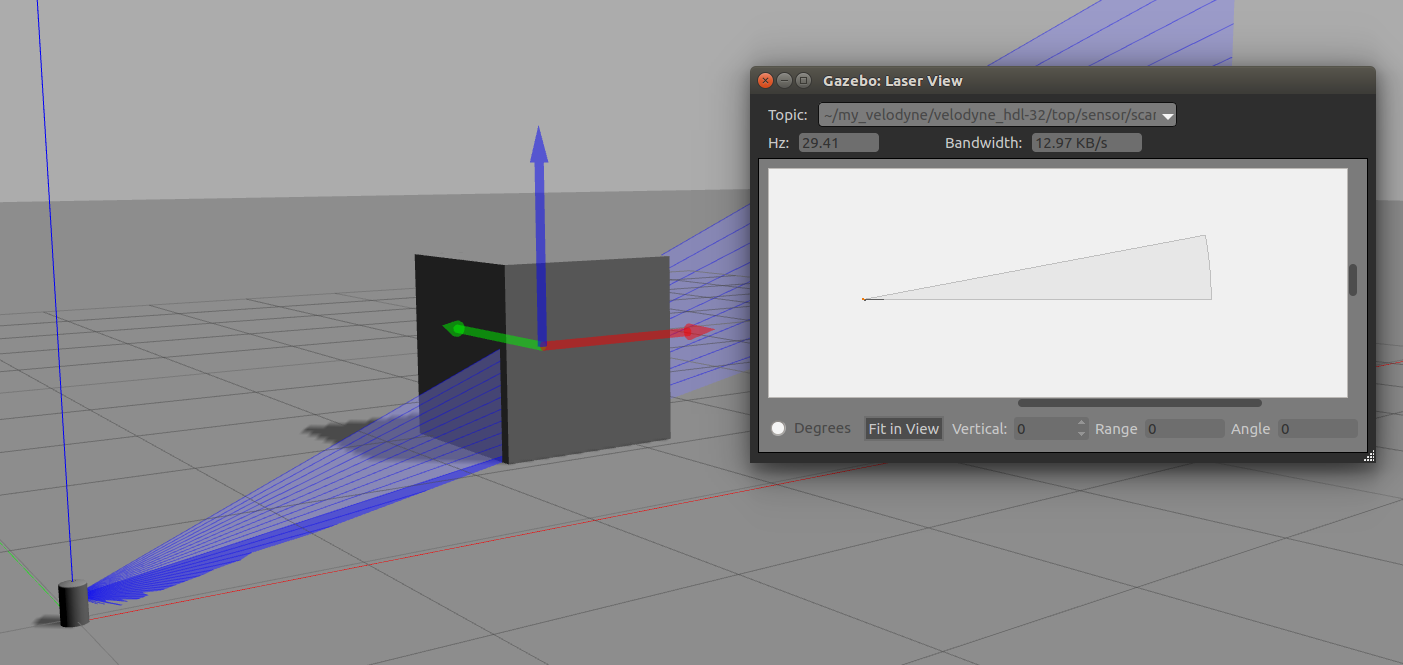 Gazebo: Laser View
Topic: ~/my_velodyne/velodyne_hdl-32/top/sensor/scar
Hz: 29.41 Bandwidth: 12.97 KB/s
Degrees Fit in View Vertical: 0 Range 0 Angle 0